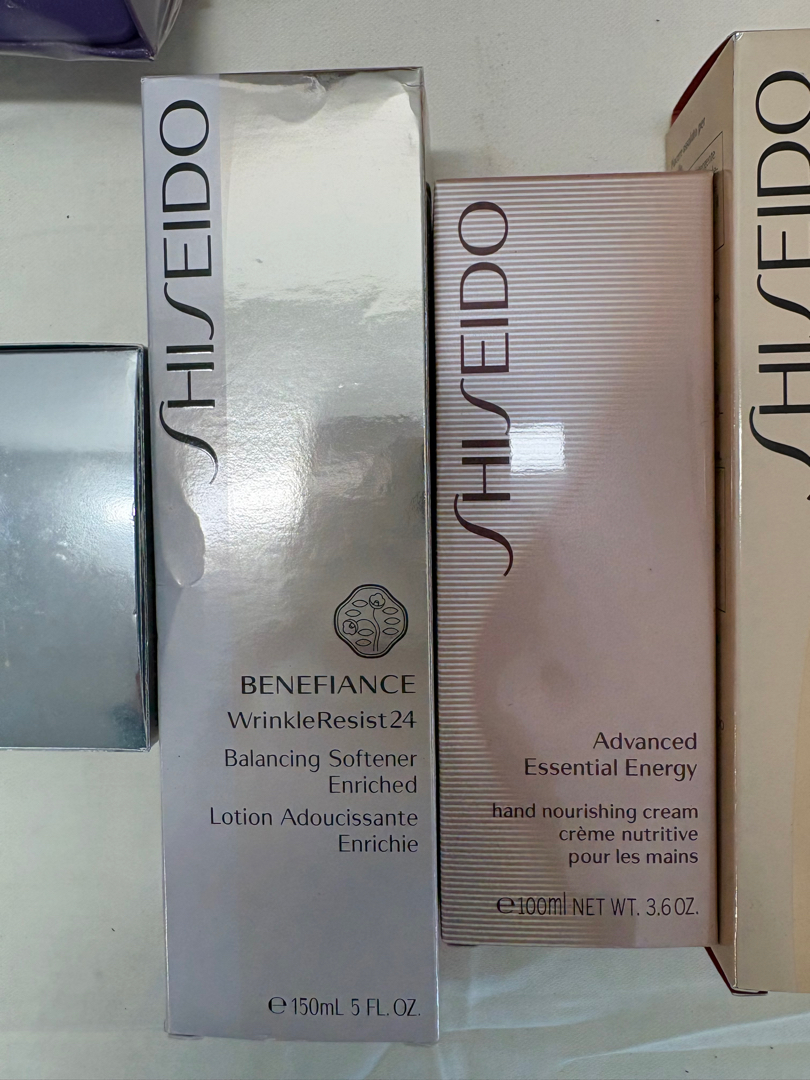 SHISEIDO
BENEFIANCE
WrinkleResist24
Balancing Softener
Enriched
Lotion Adoucissante
Enrichie
℮ 150mL 5 FL. OZ.
SHISEIDO
Advanced
Essential Energy
hand nourishing cream
crème nutritive
pour les mains
℮100ml NET WT. 3.6 OZ.
SHISEIDO